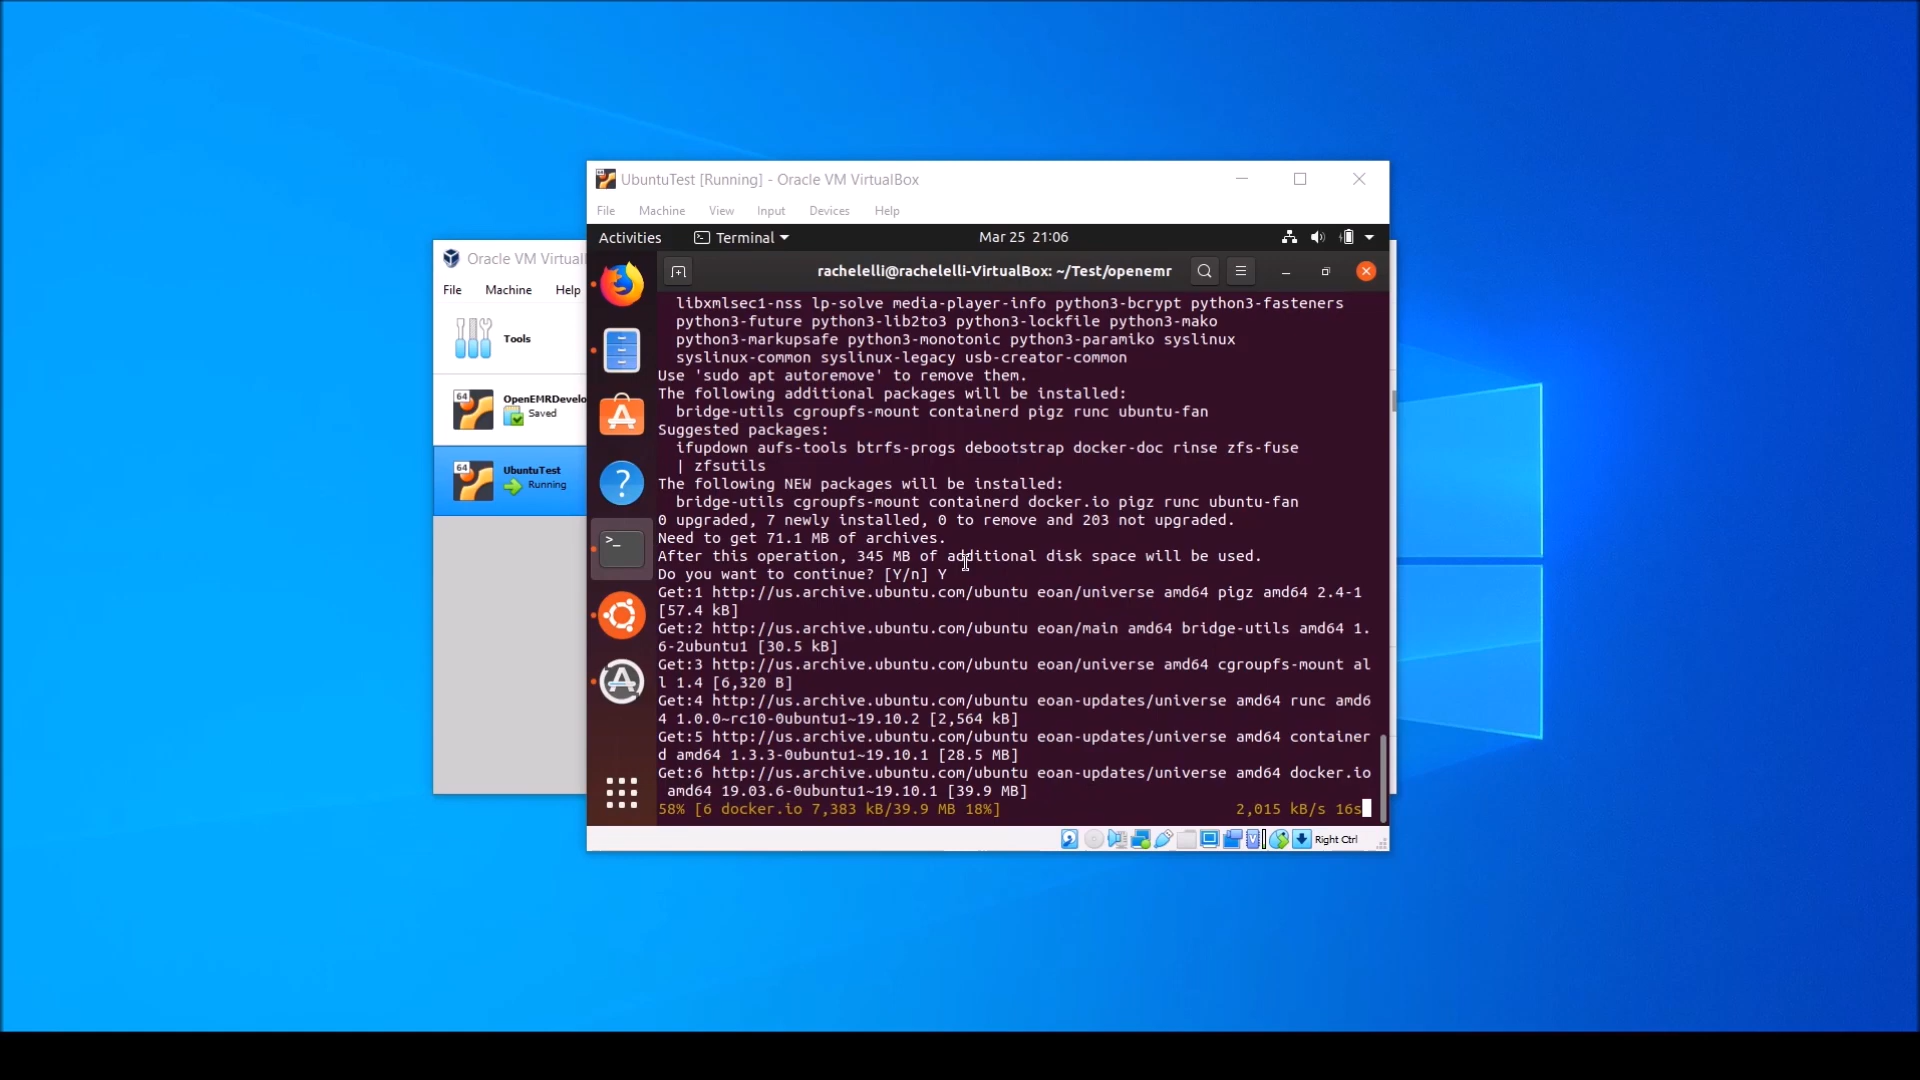 UbuntuTest [Running] - Oracle VM VirtualBox
File Machine View Input Devices Help
Activities Terminal Mar 25 21:06
rachelelli@rachelelli-VirtualBox: ~/Test/openemr
Oracle VM Virtual
File Machine Help
Tools
64 OpenEMRDevelo
Saved
64 UbuntuTest
Running
libxmlsec1-nss lp-solve media-player-info python3-bcrypt python3-fasteners
python3-future python3-lib2to3 python3-lockfile python3-mako
python3-markupsafe python3-monotonic python3-paramiko syslinux
syslinux-common syslinux-legacy usb-creator-common
Use 'sudo apt autoremove' to remove them.
The following additional packages will be installed:
bridge-utils cgroupfs-mount containerd pigz runc ubuntu-fan
Suggested packages:
ifupdown aufs-tools btrfs-progs debootstrap docker-doc rinse zfs-fuse
| zfsutils
The following NEW packages will be installed:
bridge-utils cgroupfs-mount containerd docker.io pigz runc ubuntu-fan
0 upgraded, 7 newly installed, 0 to remove and 203 not upgraded.
Need to get 71.1 MB of archives.
After this operation, 345 MB of additional disk space will be used.
Do you want to continue? [Y/n] Y
Get:1 http://us.archive.ubuntu.com/ubuntu eoan/universe amd64 pigz amd64 2.4-1
[57.4 kB]
Get:2 http://us.archive.ubuntu.com/ubuntu eoan/main amd64 bridge-utils amd64 1.
6-2ubuntu1 [30.5 kB]
Get:3 http://us.archive.ubuntu.com/ubuntu eoan/universe amd64 cgroupfs-mount al
l 1.4 [6,320 B]
Get:4 http://us.archive.ubuntu.com/ubuntu eoan-updates/universe amd64 runc amd6
4 1.0.0~rc10-0ubuntu1~19.10.2 [2,564 kB]
Get:5 http://us.archive.ubuntu.com/ubuntu eoan-updates/universe amd64 container
d amd64 1.3.3-0ubuntu1~19.10.1 [28.5 MB]
Get:6 http://us.archive.ubuntu.com/ubuntu eoan-updates/universe amd64 docker.io
amd64 19.03.6-0ubuntu1~19.10.1 [39.9 MB]
58% [6 docker.io 7,383 kB/39.9 MB 18%] 2,015 kB/s 16s
Right Ctrl